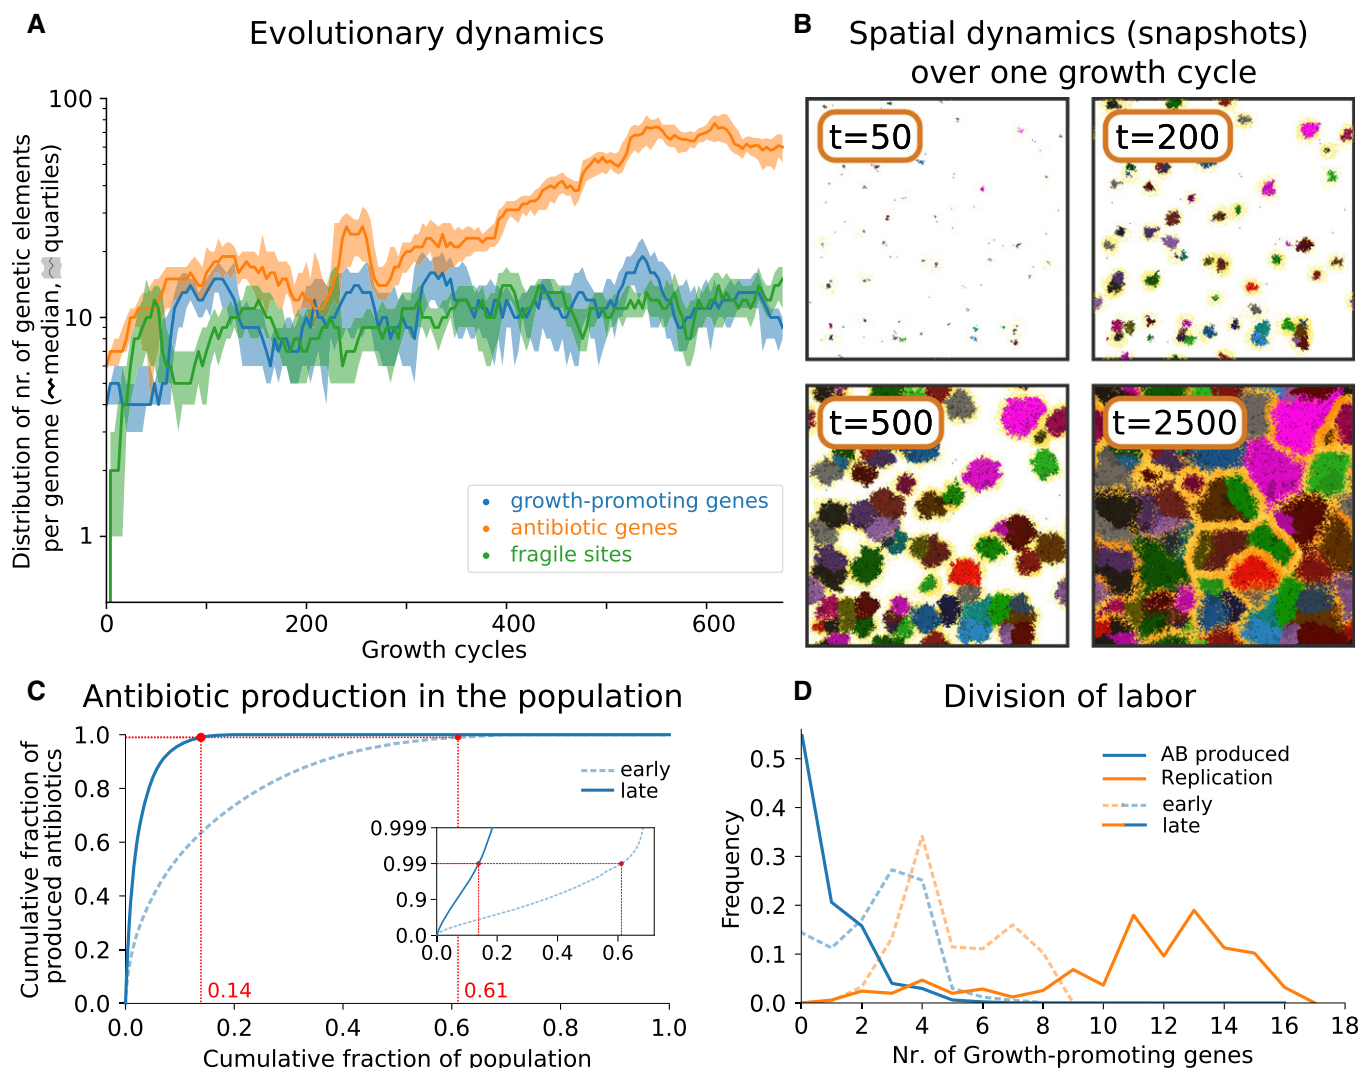 A
Evolutionary dynamics
Distribution of nr. of genetic elements
per genome (median, quartiles)
100
10
1
0
200
400
600
Growth cycles
growth-promoting genes
antibiotic genes
fragile sites
B
Spatial dynamics (snapshots)
over one growth cycle
t=50
t=200
t=500
t=2500
C
Antibiotic production in the population
Cumulative fraction of
produced antibiotics
1.0
0.8
0.6
0.4
0.2
0.0
0.0
0.2
0.4
0.6
0.8
1.0
0.14
0.61
early
late
0.999
0.99
0.9
0.0
0.0
0.2
0.4
0.6
Cumulative fraction of population
D
Division of labor
Frequency
0.5
0.4
0.3
0.2
0.1
0.0
0
2
4
6
8
10
12
14
16
18
AB produced
Replication
early
late
Nr. of Growth-promoting genes